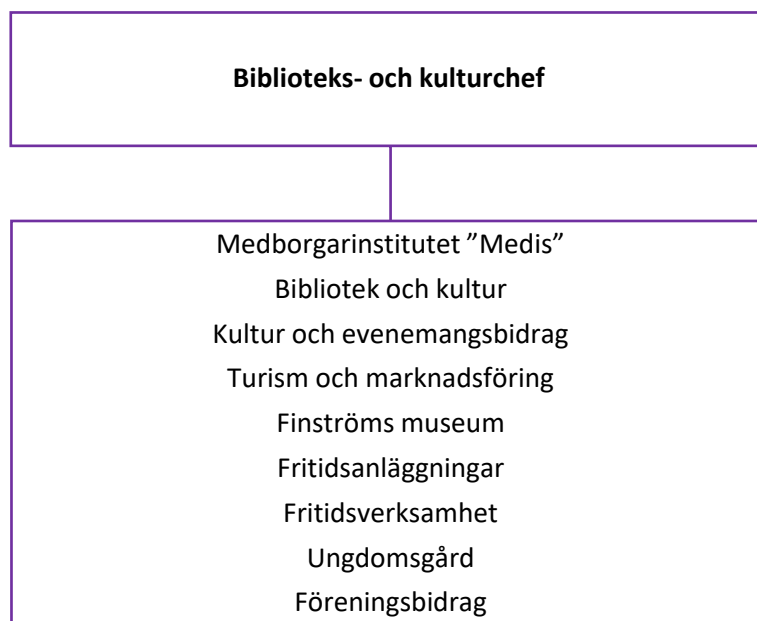 Biblioteks- och kulturchef
Medborgarinstitutet ”Medis”
Bibliotek och kultur
Kultur och evenemangsbidrag
Turism och marknadsföring
Finströms museum
Fritidsanläggningar
Fritidsverksamhet
Ungdomsgård
Föreningsbidrag